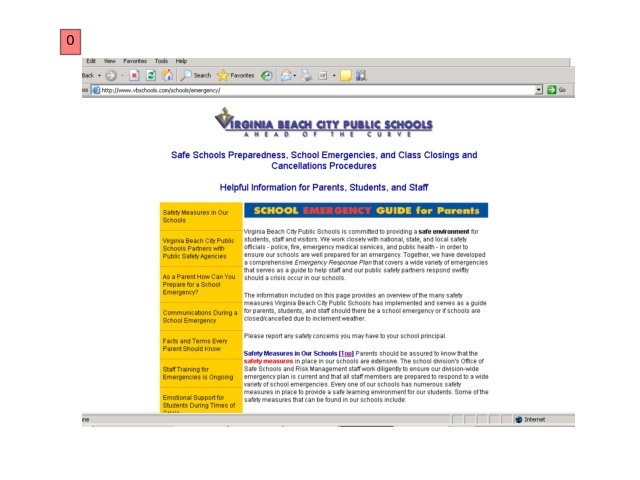 0
Edit View Favorites Tools Help
Back Search Favorites
http://www.vbschools.com/schools/emergency/ Go
VIRGINIA BEACH CITY PUBLIC SCHOOLS
A H E A D O F T H E C U R V E
Safe Schools Preparedness, School Emergencies, and Class Closings and
Cancellations Procedures
Helpful Information for Parents, Students, and Staff
Safety Measures in Our
Schools
Virginia Beach City Public
Schools Partners with
Public Safety Agencies
As a Parent How Can You
Prepare for a School
Emergency?
Communications During a
School Emergency
Facts and Terms Every
Parent Should Know
Staff Training for
Emergencies is Ongoing
Emotional Support for
Students During Times of
Crisis
SCHOOL EMERGENCY GUIDE for Parents
Virginia Beach City Public Schools is committed to providing a safe environment for
students, staff and visitors. We work closely with national, state, and local safety
officials - police, fire, emergency medical services, and public health - in order to
ensure our schools are well prepared for an emergency. Together, we have developed
a comprehensive Emergency Response Plan that covers a wide variety of emergencies
that serves as a guide to help staff and our public safety partners respond swiftly
should a crisis occur in our schools.
The information included on this page provides an overview of the many safety
measures Virginia Beach City Public Schools has implemented and serves as a guide
for parents, students, and staff should there be a school emergency or if schools are
closed/cancelled due to inclement weather.
Please report any safety concerns you may have to your school principal.
Safety Measures in Our Schools [Top] Parents should be assured to know that the
safety measures in place in our schools are extensive. The school division's Office of
Safe Schools and Risk Management staff work diligently to ensure our division-wide
emergency plan is current and that all staff members are prepared to respond to a wide
variety of school emergencies. Every one of our schools has numerous safety
measures in place to provide a safe learning environment for our students. Some of the
safety measures that can be found in our schools include:
Internet